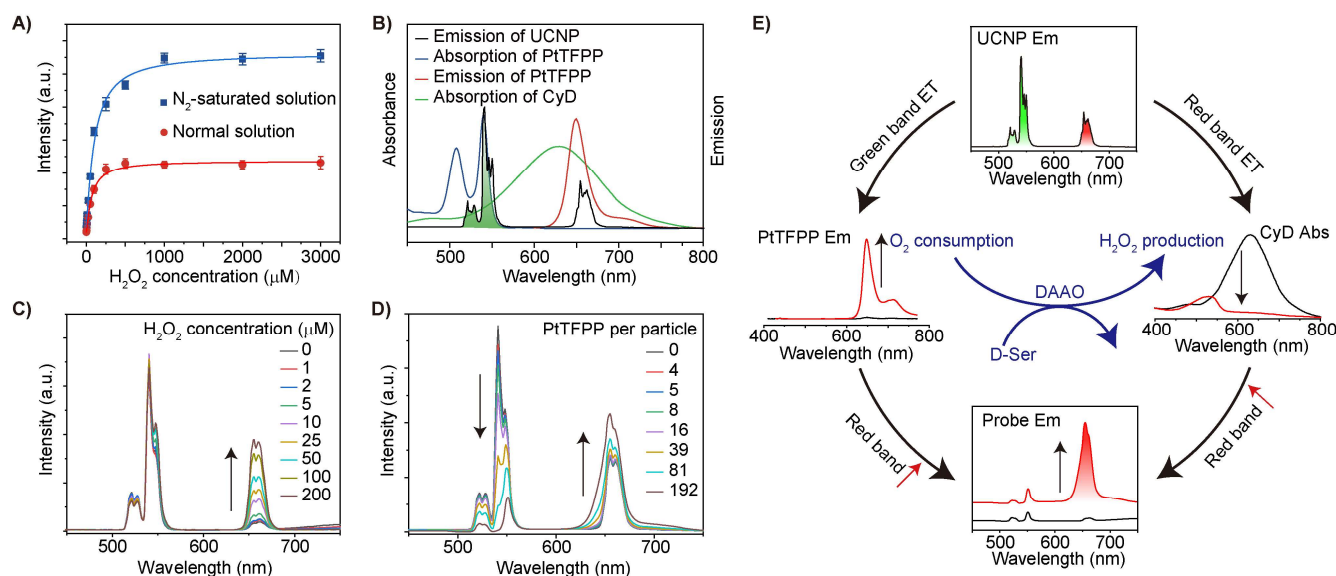 A)
Intensity (a.u.)
N2-saturated solution
Normal solution
0 500 1000 1500 2000 2500 3000
H2O2 concentration (μM)
B)
Absorbance
Emission of UCNP
Absorption of PtTFPP
Emission of PtTFPP
Absorption of CyD
Emission
500 600 700 800
Wavelength (nm)
C)
Intensity (a.u.)
H2O2 concentration (μM)
0
1
2
5
10
25
50
100
200
500 600 700
Wavelength (nm)
D)
Intensity (a.u.)
PtTFPP per particle
0
4
5
8
16
39
81
192
500 600 700
Wavelength (nm)
E)
UCNP Em
500 600 700
Wavelength (nm)
Green band ET
Red band ET
PtTFPP Em
400 600 800
Wavelength (nm)
O2 consumption
H2O2 production
DAAO
D-Ser
CyD Abs
400 600 800
Wavelength (nm)
Red band
Red band
Probe Em
500 600 700
Wavelength (nm)